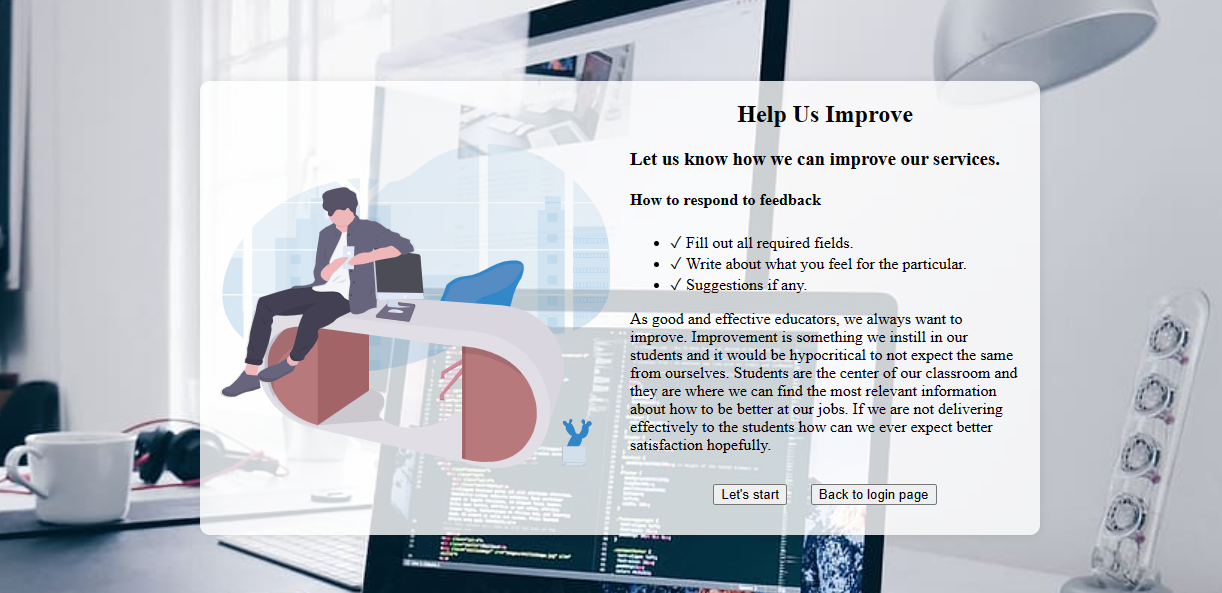 Help Us Improve
Let us know how we can improve our services.
How to respond to feedback
• ✓ Fill out all required fields.
• ✓ Write about what you feel for the particular.
• ✓ Suggestions if any.
As good and effective educators, we always want to
improve. Improvement is something we instill in our
students and it would be hypocritical to not expect the same
from ourselves. Students are the center of our classroom and
they are where we can find the most relevant information
about how to be better at our jobs. If we are not delivering
effectively to the students how can we ever expect better
satisfaction hopefully.
Let's start Back to login page